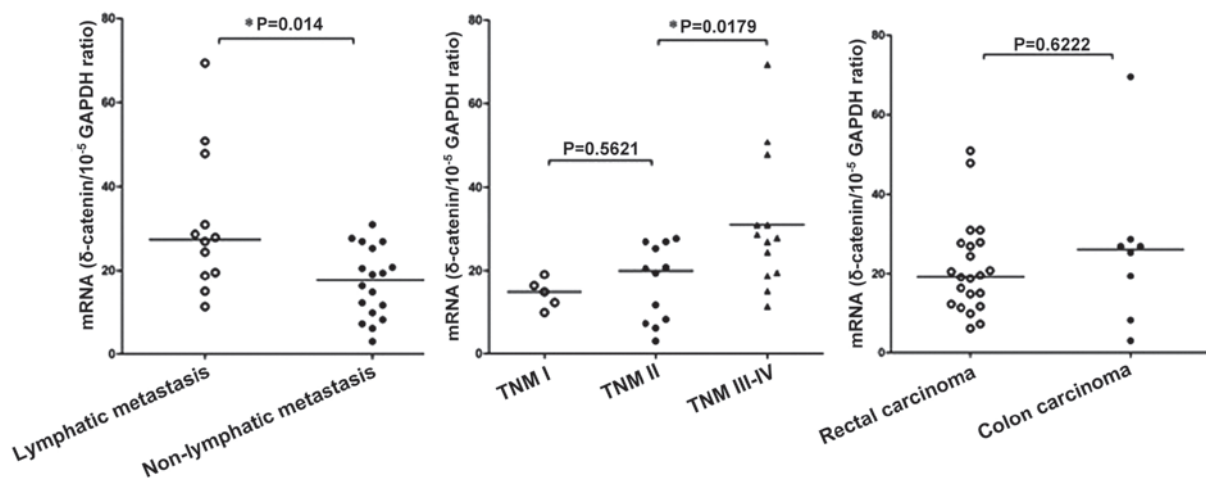 mRNA (δ-catenin/10⁻⁵ GAPDH ratio)
80
60
40
20
0
*P=0.014
Lymphatic metastasis
Non-lymphatic metastasis
mRNA (δ-catenin/10⁻⁵ GAPDH ratio)
80
60
40
20
0
*P=0.0179
P=0.5621
TNM I
TNM II
TNM III-IV
mRNA (δ-catenin/10⁻⁵ GAPDH ratio)
80
60
40
20
0
P=0.6222
Rectal carcinoma
Colon carcinoma